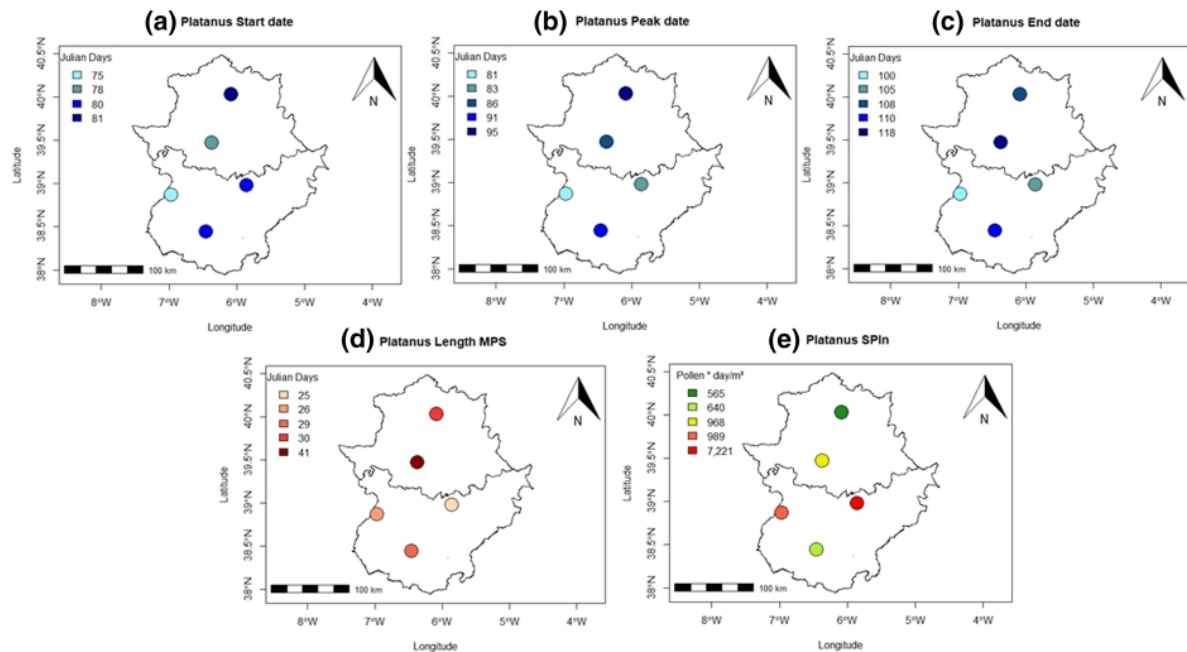 (a) Platanus Start date
Julian Days
75
78
80
81
N
Latitude
40.5°N
40°N
39.5°N
39°N
38.5°N
38°N
100 km
8°W 7°W 6°W 5°W 4°W
Longitude
(b) Platanus Peak date
Julian Days
81
83
86
91
95
N
Latitude
40.5°N
40°N
39.5°N
39°N
38.5°N
38°N
100 km
8°W 7°W 6°W 5°W 4°W
Longitude
(c) Platanus End date
Julian Days
100
105
108
110
118
N
Latitude
40.5°N
40°N
39.5°N
39°N
38.5°N
38°N
100 km
8°W 7°W 6°W 5°W 4°W
Longitude
(d) Platanus Length MPS
Julian Days
25
26
29
30
41
N
Latitude
40.5°N
40°N
39.5°N
39°N
38.5°N
38°N
100 km
8°W 7°W 6°W 5°W 4°W
Longitude
(e) Platanus SPIn
Pollen * day/m³
565
640
968
989
7,221
N
Latitude
40.5°N
40°N
39.5°N
39°N
38.5°N
38°N
100 km
8°W 7°W 6°W 5°W 4°W
Longitude